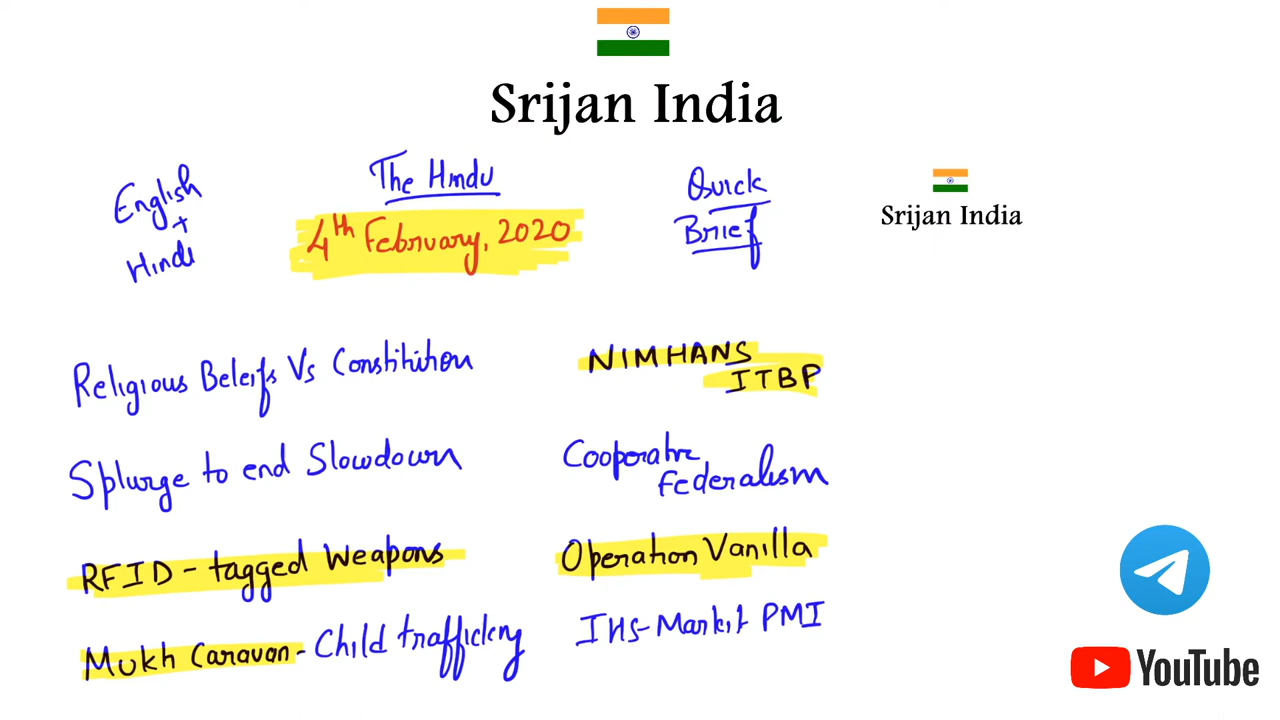 Srijan India
English
+
Hindi
The Hindu
4th February, 2020
Quick
Brief
Srijan India
Religious Beleifs Vs Constitution
NIMHANS
ITBP
Splurge to end Slowdown
Cooperative
Federalism
RFID - tagged Weapons
Operation Vanilla
Mukh Caravan - Child trafficking
IHS-Markit PMI
YouTube